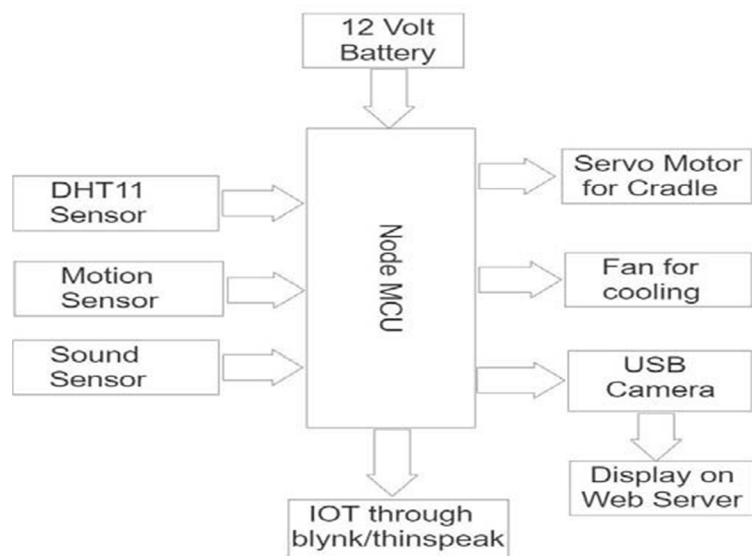 12 Volt
Battery
DHT11
Sensor
Motion
Sensor
Sound
Sensor
Node MCU
Servo Motor
for Cradle
Fan for
cooling
USB
Camera
Display on
Web Server
IOT through
blynk/thinspeak